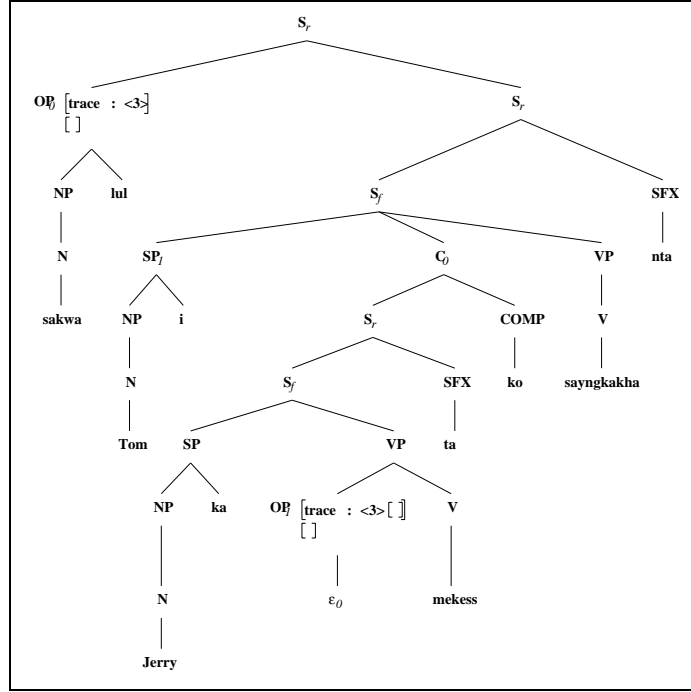 S_r
OP_0 [trace : <3>]
[ ]
S_r
NP lul S_f SFX
N SP_1 C_0 VP nta
sakwa NP i S_r COMP V
N S_f SFX ko sayngkakha
Tom SP VP ta
NP ka OP_1 [trace : <3>[ ]]
[ ]
V
N ε_0 mekess
Jerry